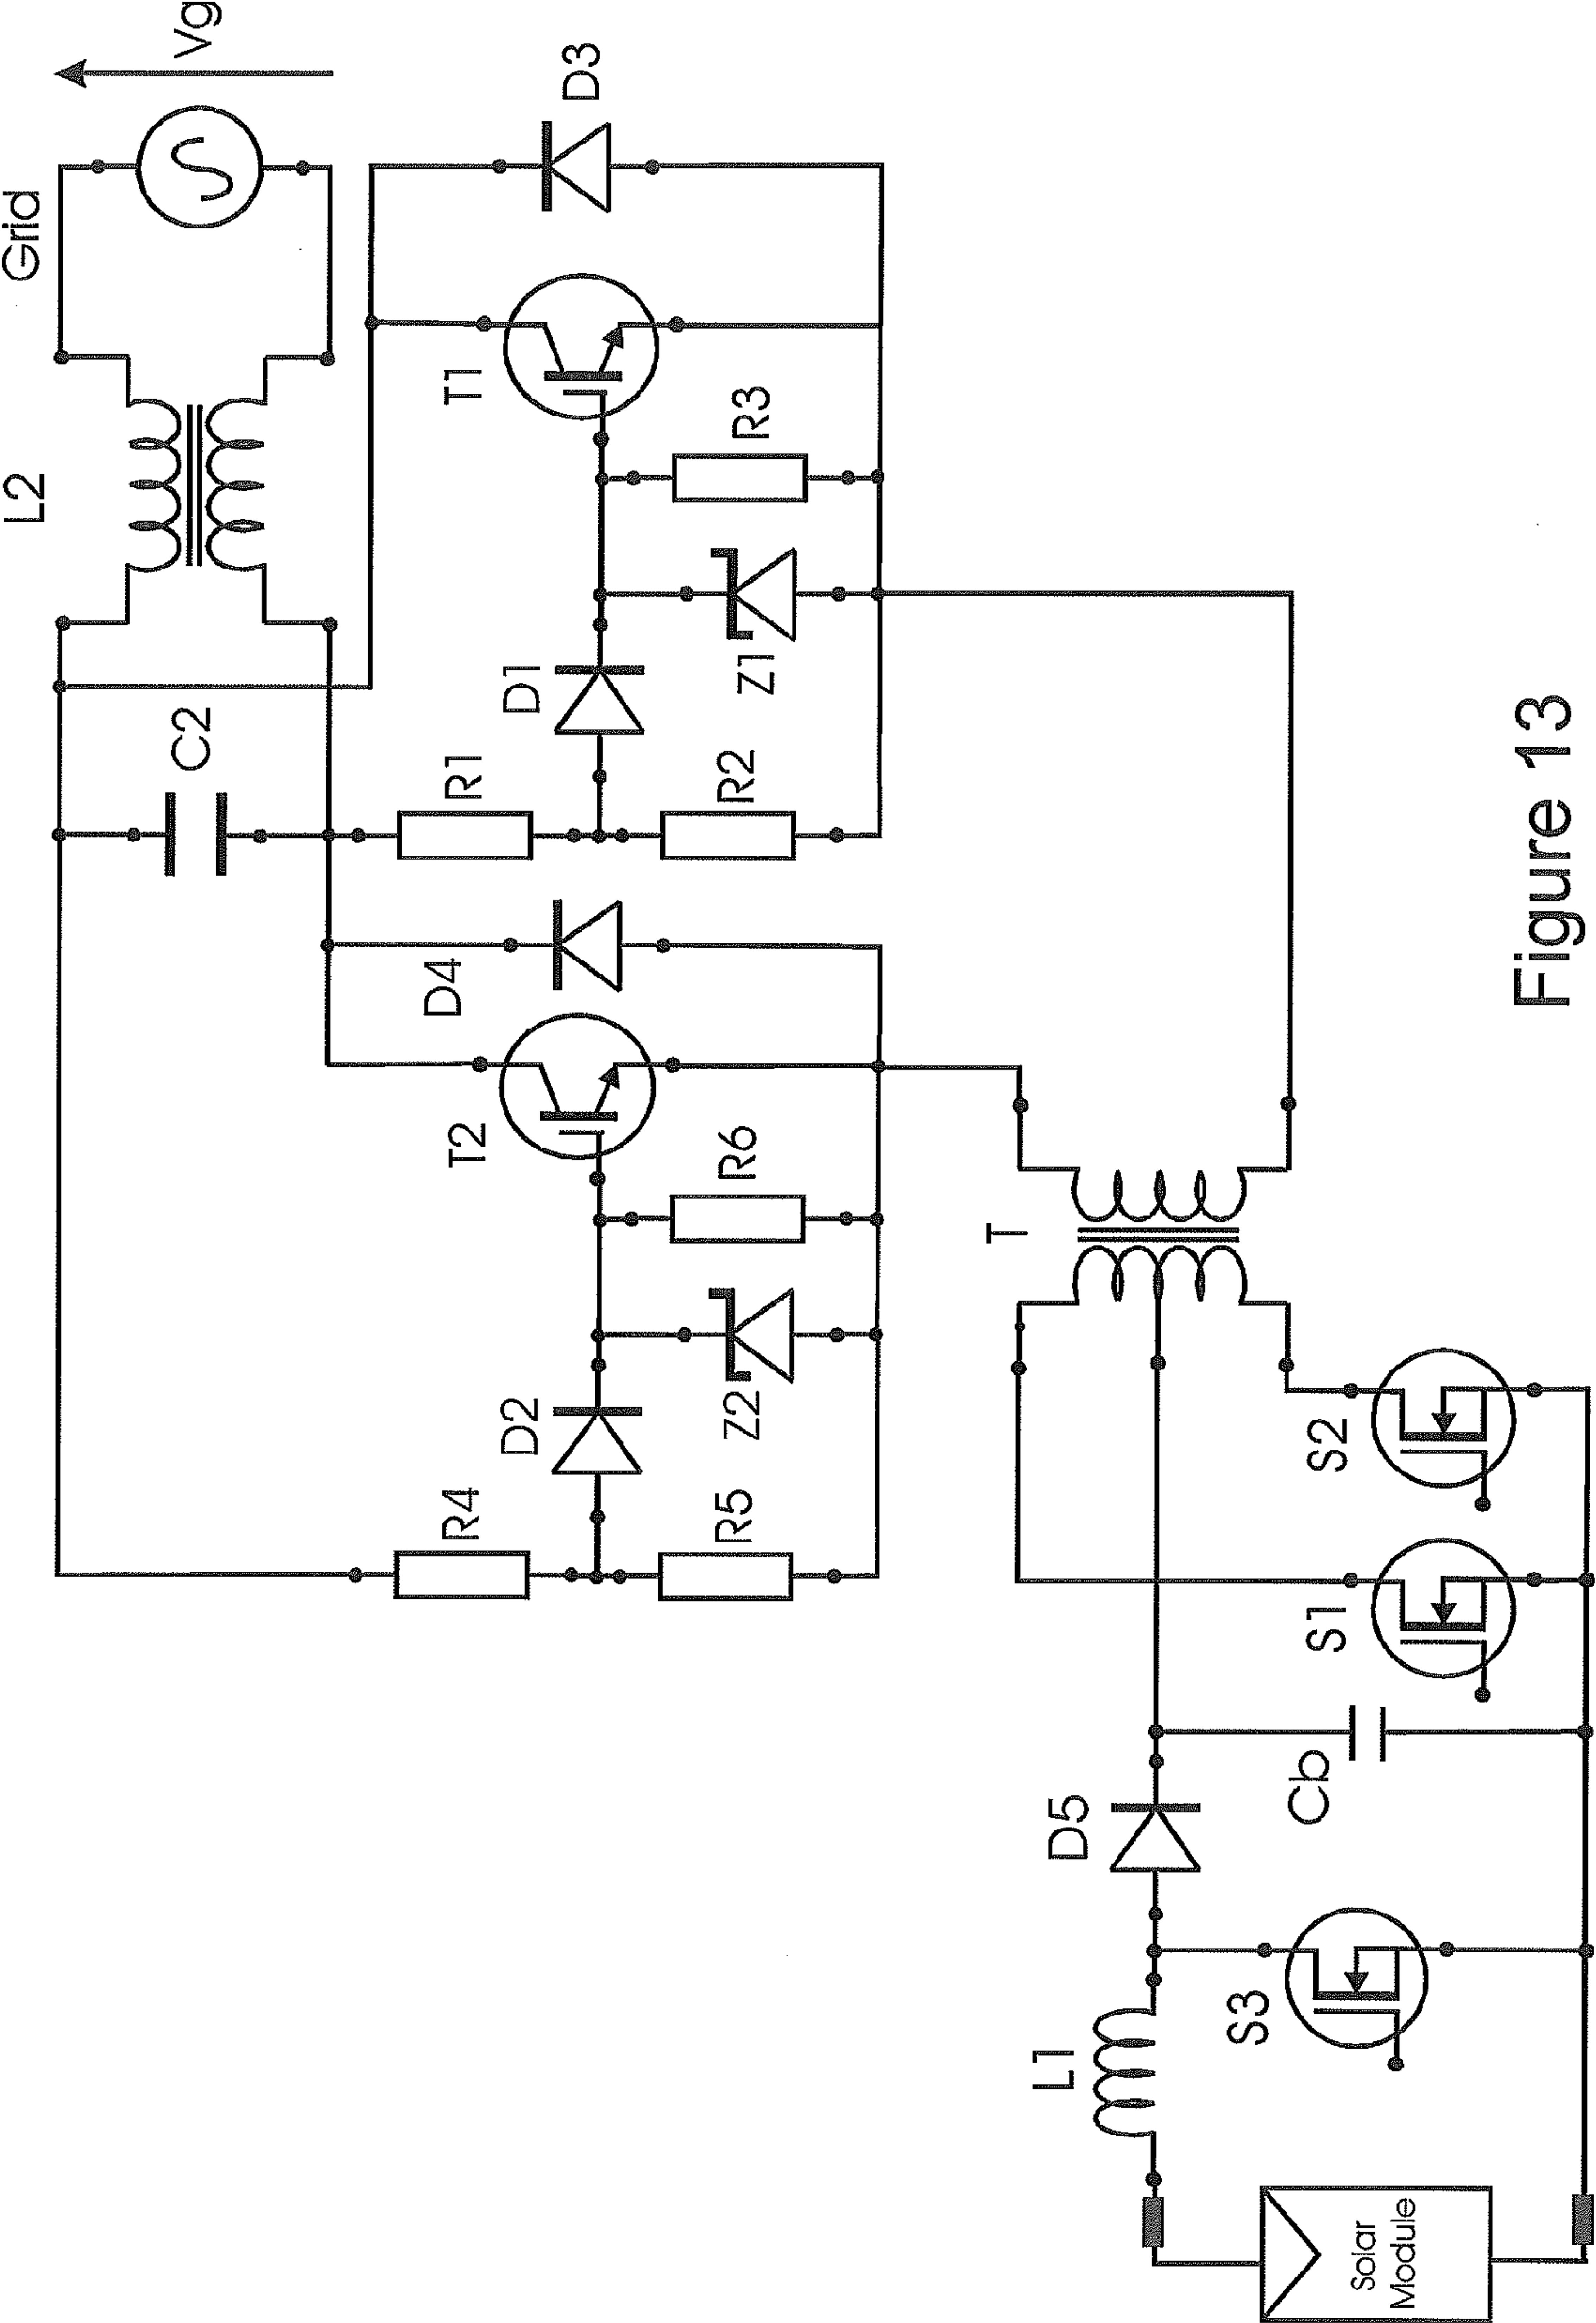 Grid
Vg
L2
C2
D3
T1
R3
D1
Z1
R1
R2
D4
T2
R6
D2
Z2
R4
R5
T
S2
S1
D5
Cb
L1
S3
Solar
Module
Figure 13